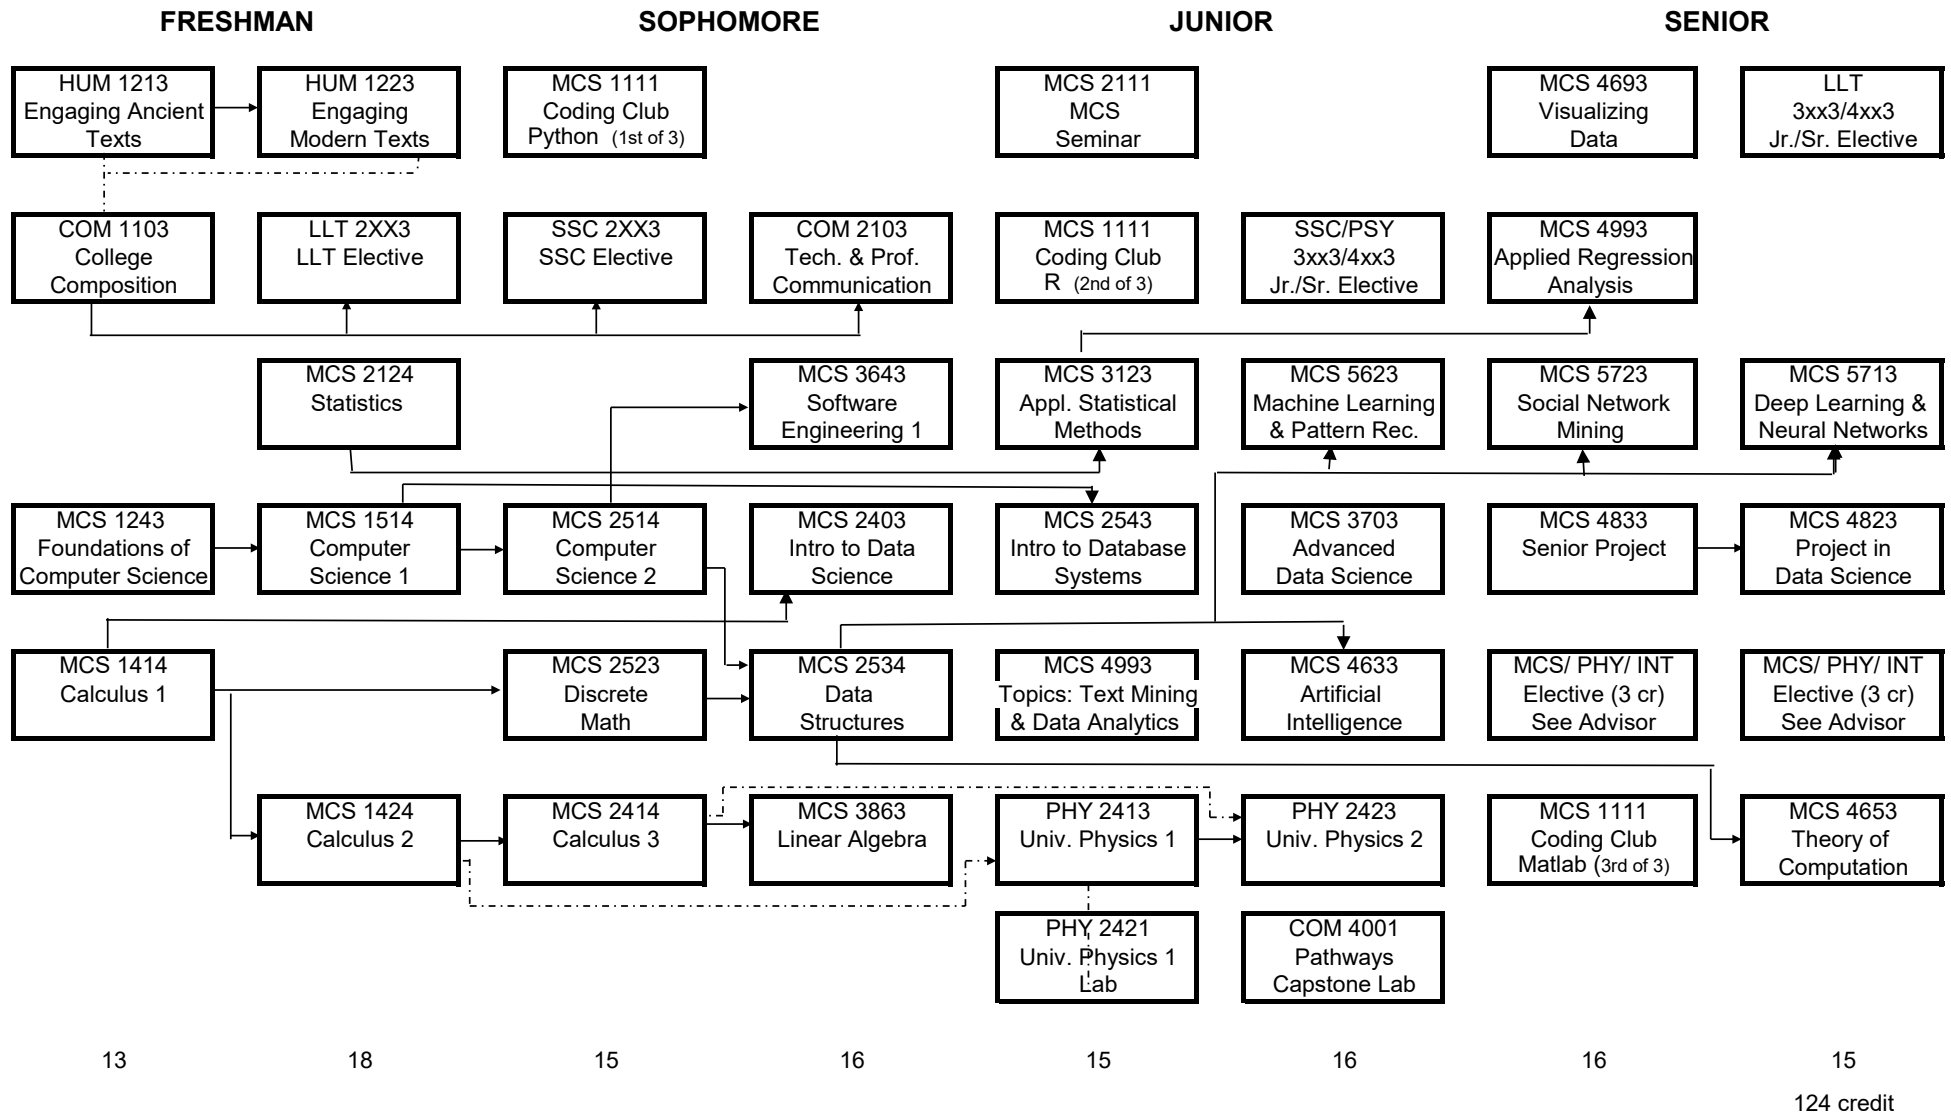 FRESHMAN SOPHOMORE JUNIOR SENIOR
HUM 1213
Engaging Ancient
Texts
HUM 1223
Engaging
Modern Texts
MCS 1111
Coding Club
Python (1st of 3)
MCS 2111
MCS
Seminar
MCS 4693
Visualizing
Data
LLT
3xx3/4xx3
Jr./Sr. Elective
COM 1103
College
Composition
LLT 2XX3
LLT Elective
SSC 2XX3
SSC Elective
COM 2103
Tech. & Prof.
Communication
MCS 1111
Coding Club
R (2nd of 3)
SSC/PSY
3xx3/4xx3
Jr./Sr. Elective
MCS 4993
Applied Regression
Analysis
MCS 2124
Statistics
MCS 3643
Software
Engineering 1
MCS 3123
Appl. Statistical
Methods
MCS 5623
Machine Learning
& Pattern Rec.
MCS 5723
Social Network
Mining
MCS 5713
Deep Learning &
Neural Networks
MCS 1243
Foundations of
Computer Science
MCS 1514
Computer
Science 1
MCS 2514
Computer
Science 2
MCS 2403
Intro to Data
Science
MCS 2543
Intro to Database
Systems
MCS 3703
Advanced
Data Science
MCS 4833
Senior Project
MCS 4823
Project in
Data Science
MCS 1414
Calculus 1
MCS 2523
Discrete
Math
MCS 2534
Data
Structures
MCS 4993
Topics: Text Mining
& Data Analytics
MCS 4633
Artificial
Intelligence
MCS/ PHY/ INT
Elective (3 cr)
See Advisor
MCS/ PHY/ INT
Elective (3 cr)
See Advisor
MCS 1424
Calculus 2
MCS 2414
Calculus 3
MCS 3863
Linear Algebra
PHY 2413
Univ. Physics 1
PHY 2423
Univ. Physics 2
MCS 1111
Coding Club
Matlab (3rd of 3)
MCS 4653
Theory of
Computation
PHY 2421
Univ. Physics 1
Lab
COM 4001
Pathways
Capstone Lab
13 18 15 16 15 16 16 15
124 credit